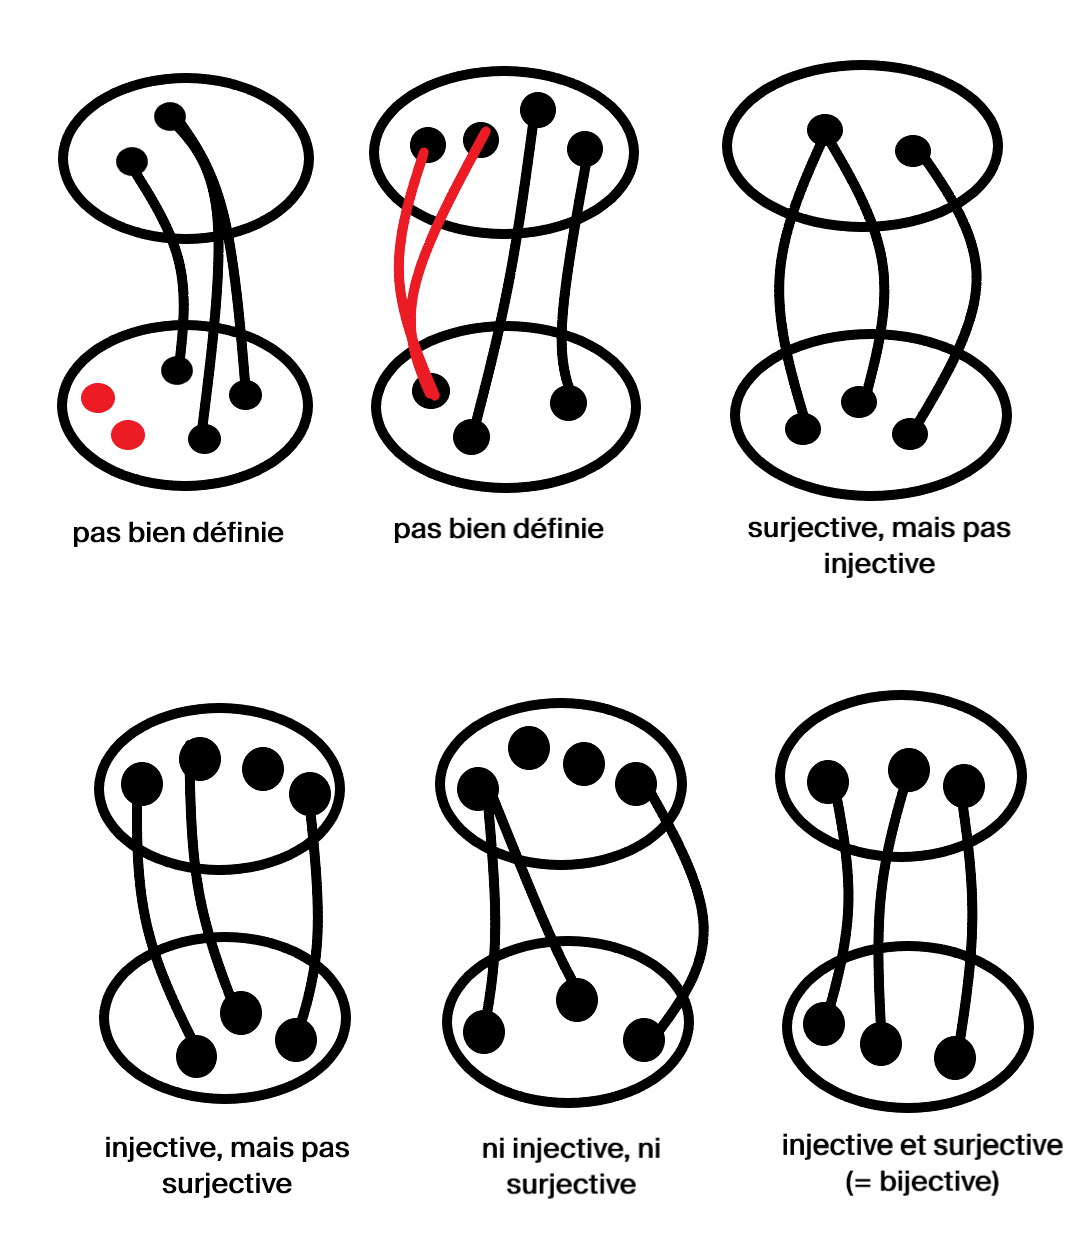 pas bien définie
pas bien définie
surjective, mais pas
injective
injective, mais pas
surjective
ni injective, ni
surjective
injective et surjective
(= bijective)